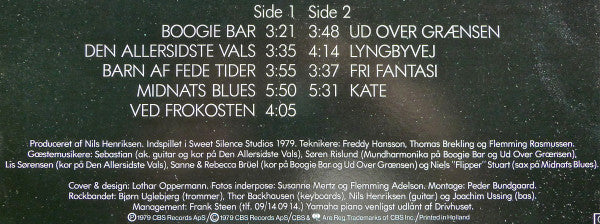 Side 1 Side 2
BOOGIE BAR 3:21 3:48 UD OVER GRÆNSEN
DEN ALLERSIDSTE VALS 3:35 4:14 LYNGBYVEJ
BARN AF FEDE TIDER 3:55 3:37 FRI FANTASI
MIDNATS BLUES 5:50 5:31 KATE
VED FROKOSTEN 4:05
Produceret af Nils Henriksen. Indspillet i Sweet Silence Studios 1979. Teknikere: Freddy Hansson, Thomas Brekling og Flemming Rasmussen.
Gæstemusikere: Sebastian (ak. guitar og kor på Den Allersidste Vals), Søren Rislund (Mundharmonika på Boogie Bar og Ud Over Grænsen),
Lis Sørensen (kor på Den Allersidste Vals), Sanne & Rebecca Brüel (kor på Ud Over Grænsen) og Niels "Flipper" Stuart (sax på Midnats Blues).
Cover & design: Lothar Oppermann. Fotos inderpose: Susanne Mertz og Flemming Adelson. Montage: Peder Bundgaard.
Rockbandet: Bjørn Uglebjerg (trommer), Thor Backhausen (keyboards), Nils Henriksen (guitar) og Joachim Ussing (bas).
Management: Frank Steen (tlf. 09/14 09 14.) Yamaha piano venligst udlånt af Drivhuset.
℗ 1979 CBS Records ApS/© 1979 CBS Records ApS/ Are Reg. Trademarks of CBS Inc./Printed in Holland